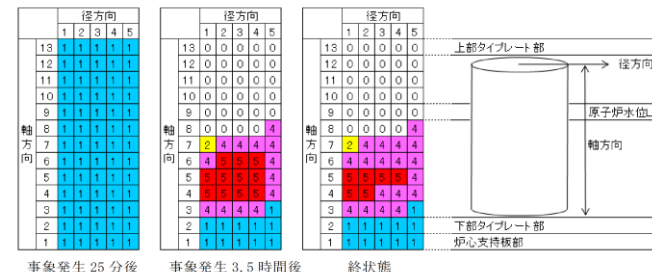 径方向
1 2 3 4 5
軸方向
13 1 1 1 1 1
12 1 1 1 1 1
11 1 1 1 1 1
10 1 1 1 1 1
9 1 1 1 1 1
8 1 1 1 1 1
7 1 1 1 1 1
6 1 1 1 1 1
5 1 1 1 1 1
4 1 1 1 1 1
3 1 1 1 1 1
2 1 1 1 1 1
1 1 1 1 1 1
事象発生 25 分後
径方向
1 2 3 4 5
軸方向
13 0 0 0 0 0
12 0 0 0 0 0
11 0 0 0 0 0
10 0 0 0 0 0
9 0 0 0 0 0
8 0 0 0 0 4
7 2 4 4 4 4
6 4 5 5 5 4
5 5 5 5 5 4
4 5 5 5 5 4
3 4 4 4 4 1
2 1 1 1 1 1
1 1 1 1 1 1
事象発生 3.5 時間後
径方向
1 2 3 4 5
軸方向
13 0 0 0 0 0
12 0 0 0 0 0
11 0 0 0 0 0
10 0 0 0 0 0
9 0 0 0 0 0
8 0 0 0 0 4
7 2 4 4 4 4
6 4 4 4 4 4
5 5 5 5 5 4
4 5 5 4 4 4
3 4 4 4 4 1
2 1 1 1 1 1
1 1 1 1 1 1
終状態
上部タイプレート部
径方向
原子炉水位L
軸方向
下部タイプレート部
炉心支持板部